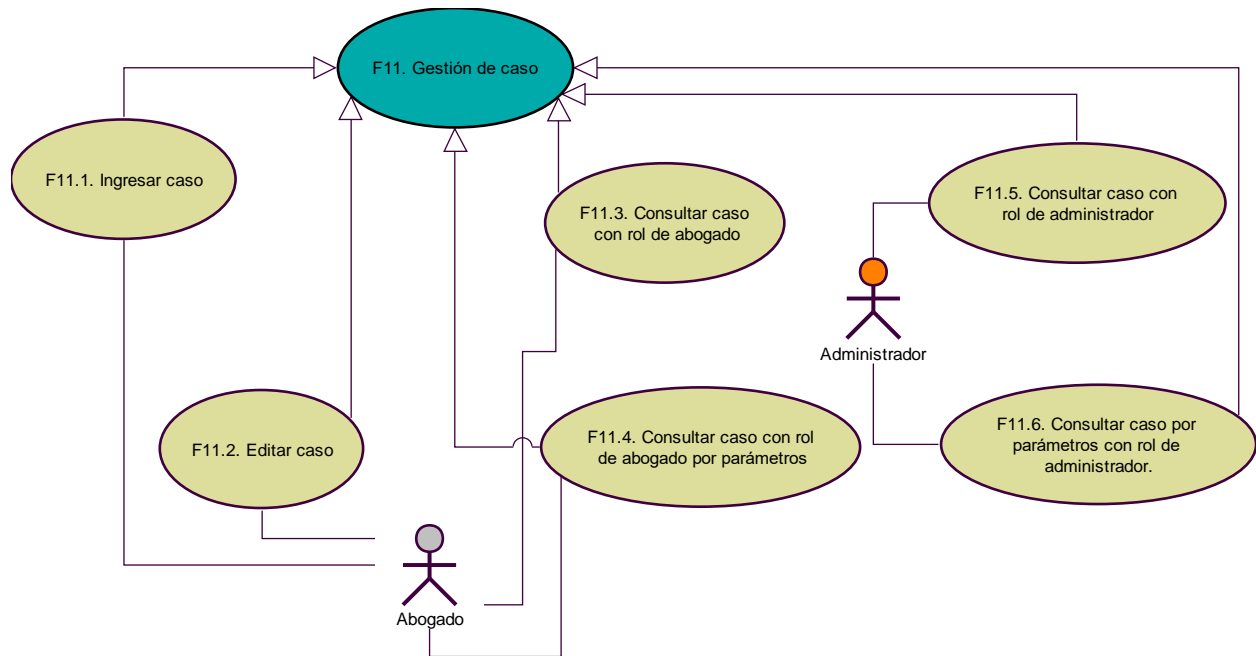 F11. Gestión de caso
F11.1. Ingresar caso
F11.3. Consultar caso
con rol de abogado
F11.5. Consultar caso con
rol de administrador
Administrador
F11.2. Editar caso
F11.4. Consultar caso con rol
de abogado por parámetros
F11.6. Consultar caso por
parámetros con rol de
administrador.
Abogado